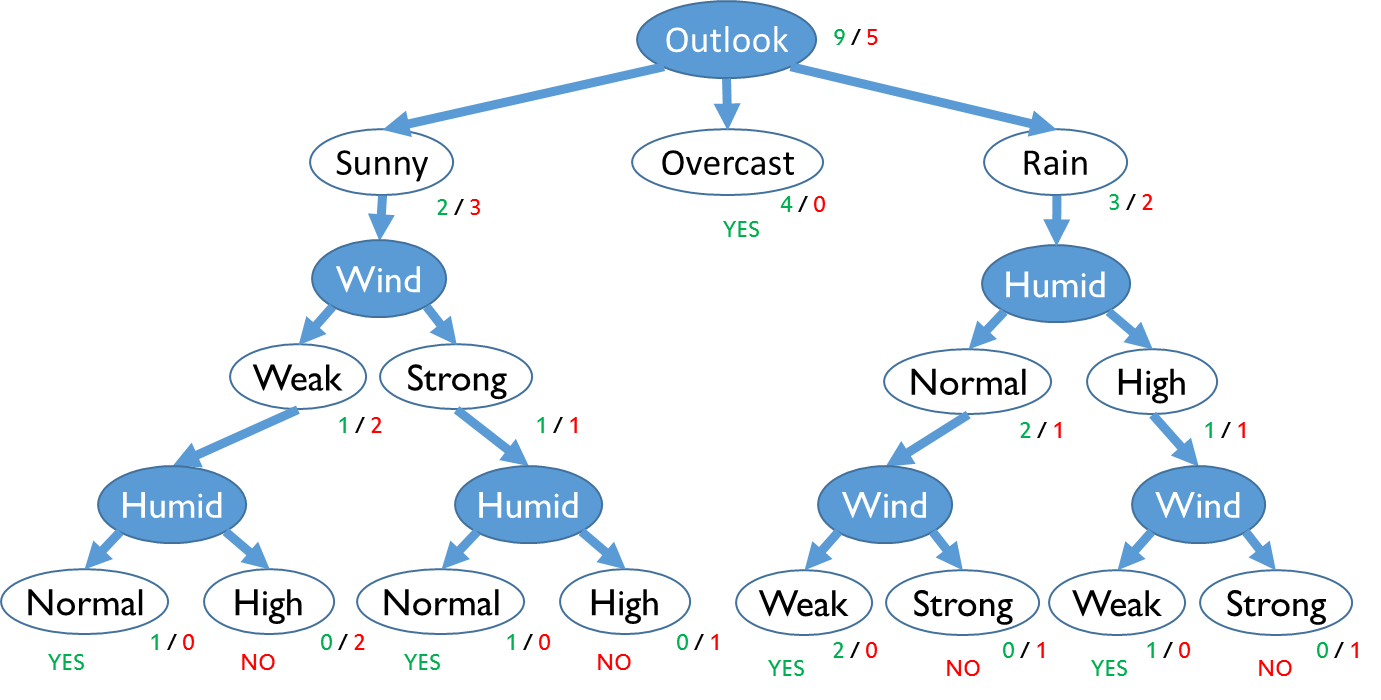 Outlook 9 / 5
Sunny Overcast Rain
2 / 3 4 / 0 3 / 2
YES
Wind Humid
Weak Strong Normal High
1 / 2 1 / 1 2 / 1 1 / 1
Humid Humid Wind Wind
Normal High Normal High Weak Strong Weak Strong
1 / 0 0 / 2 1 / 0 0 / 1 2 / 0 0 / 1 1 / 0 0 / 1
YES NO YES NO YES NO YES NO